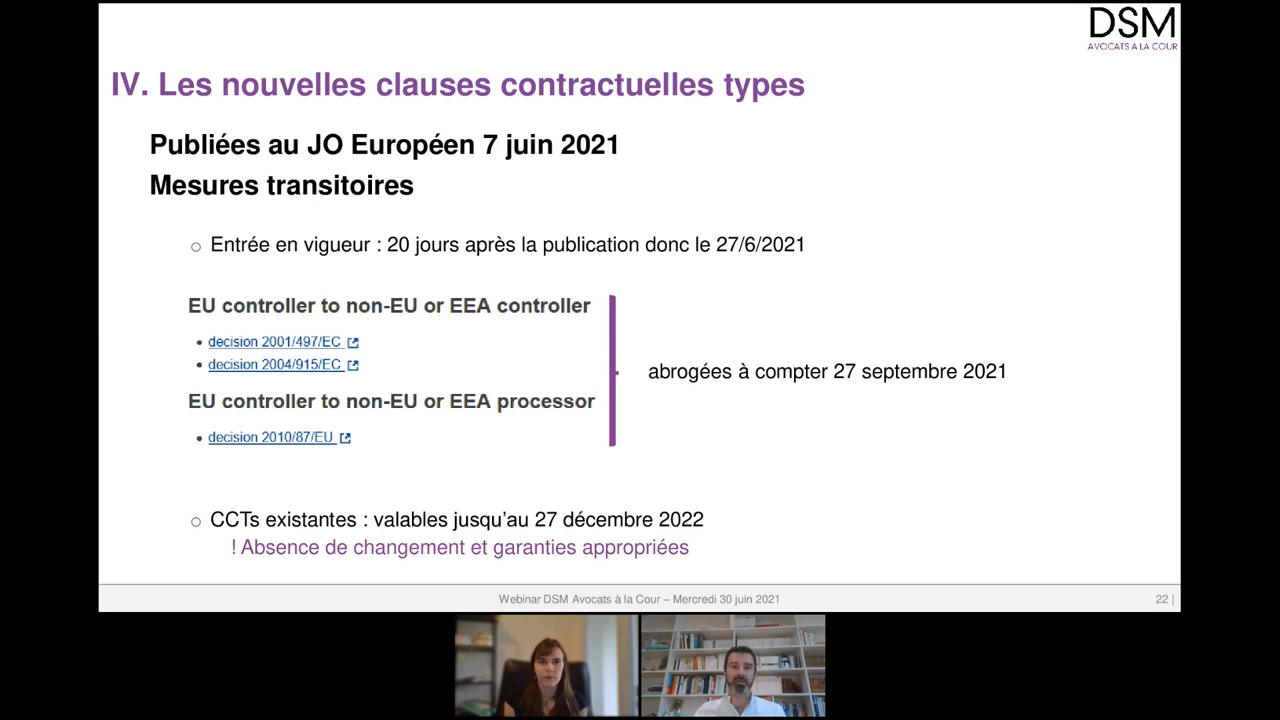 DSM
AVOCATS A LA COUR
IV. Les nouvelles clauses contractuelles types
Publiées au JO Européen 7 juin 2021
Mesures transitoires
Entrée en vigueur : 20 jours après la publication donc le 27/6/2021
EU controller to non-EU or EEA controller
decision 2001/497/EC
decision 2004/915/EC
abrogées à compter 27 septembre 2021
EU controller to non-EU or EEA processor
decision 2010/87/EU
CCTs existantes : valables jusqu'au 27 décembre 2022
! Absence de changement et garanties appropriées
Webinar DSM Avocats à la Cour – Mercredi 30 juin 2021
22 |